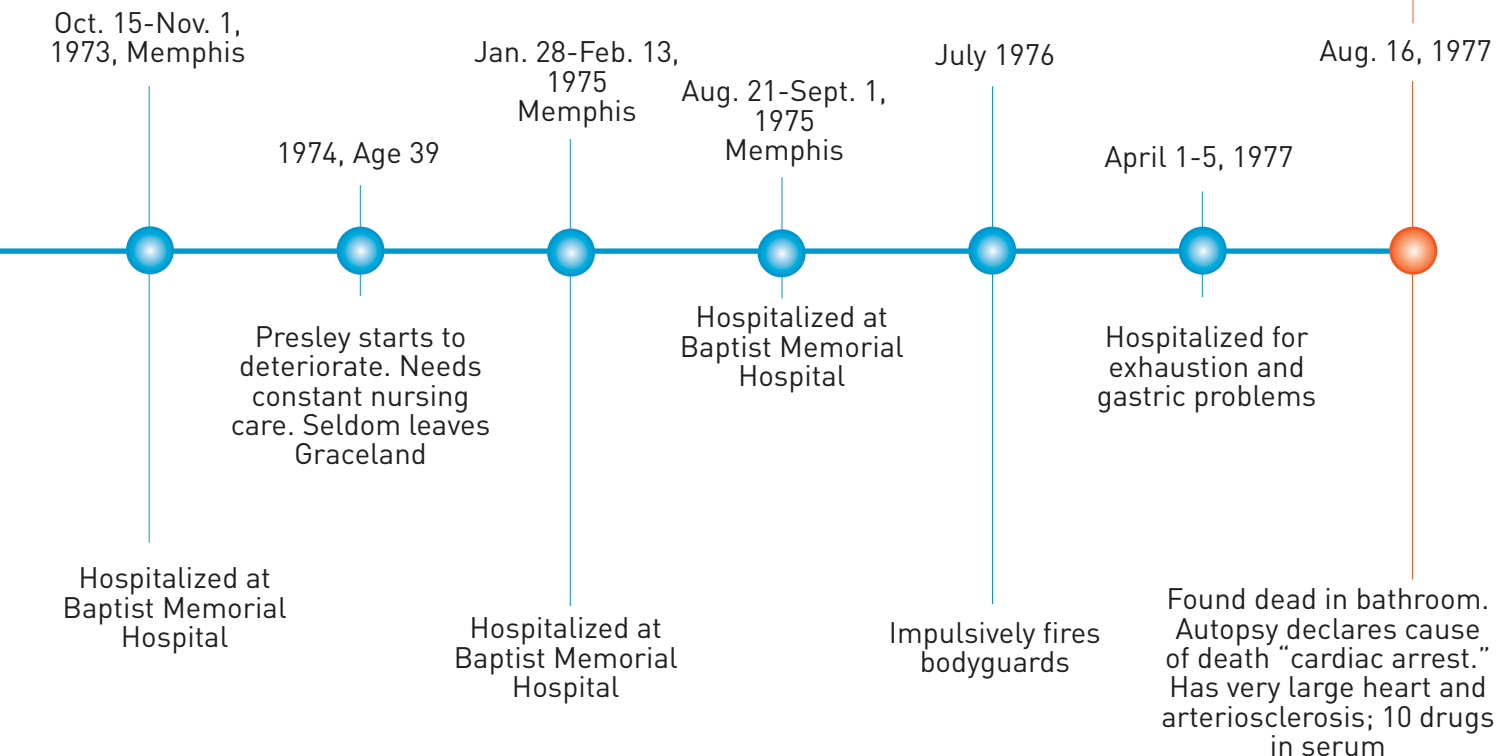 Oct. 15-Nov. 1,
1973, Memphis
Hospitalized at
Baptist Memorial
Hospital
1974, Age 39
Presley starts to
deteriorate. Needs
constant nursing
care. Seldom leaves
Graceland
Jan. 28-Feb. 13,
1975
Memphis
Hospitalized at
Baptist Memorial
Hospital
Aug. 21-Sept. 1,
1975
Memphis
Hospitalized at
Baptist Memorial
Hospital
July 1976
Impulsively fires
bodyguards
April 1-5, 1977
Hospitalized for
exhaustion and
gastric problems
Aug. 16, 1977
Found dead in bathroom.
Autopsy declares cause
of death “cardiac arrest.”
Has very large heart and
arteriosclerosis; 10 drugs
in serum